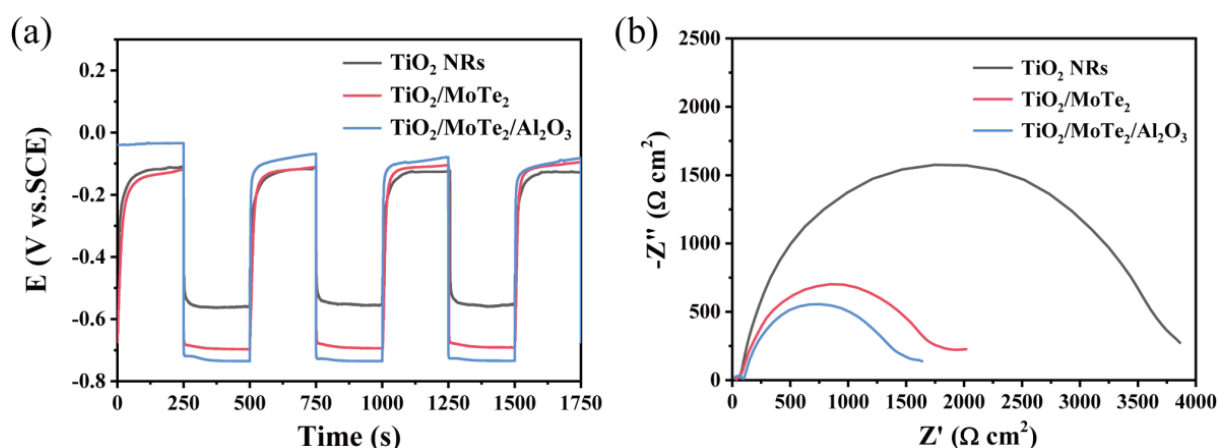 (a)
TiO₂ NRs
TiO₂/MoTe₂
TiO₂/MoTe₂/Al₂O₃
0.2
0.0
-0.2
-0.4
-0.6
-0.8
E (V vs.SCE)
0 250 500 750 1000 1250 1500 1750
Time (s)
(b)
TiO₂ NRs
TiO₂/MoTe₂
TiO₂/MoTe₂/Al₂O₃
2500
2000
1500
1000
500
0
-Z'' (Ω cm²)
0 500 1000 1500 2000 2500 3000 3500 4000
Z' (Ω cm²)